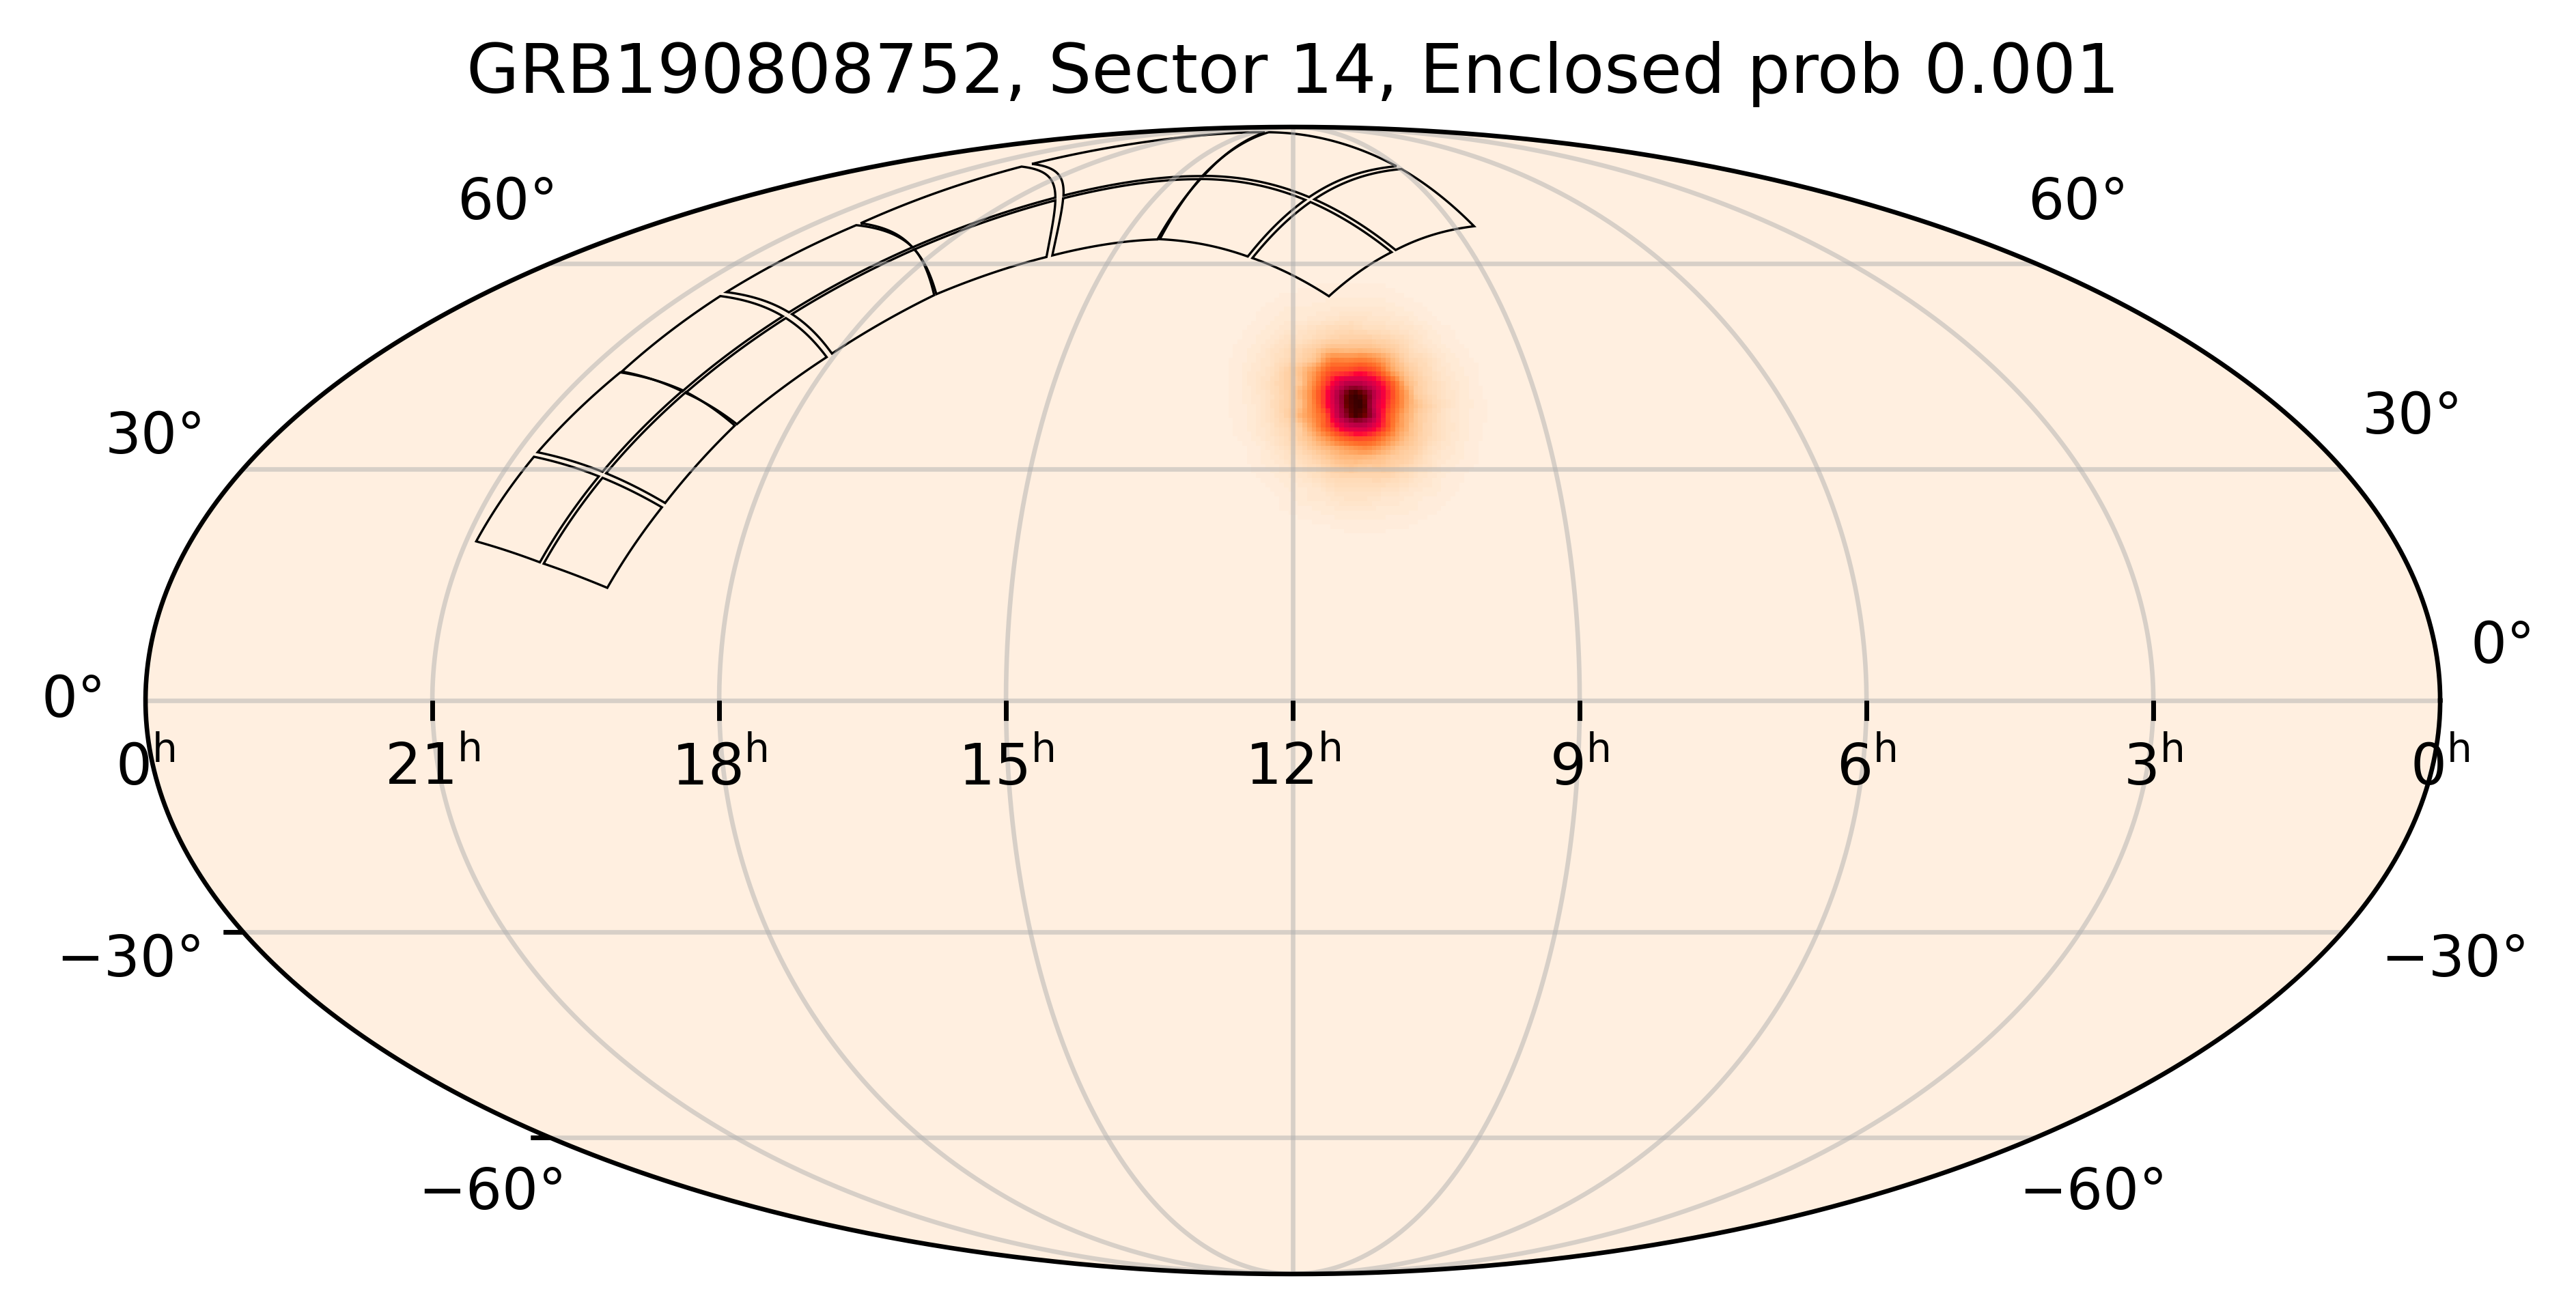 GRB190808752, Sector 14, Enclosed prob 0.001
60° 60°
30° 30°
0° 0°
0ʰ 21ʰ 18ʰ 15ʰ 12ʰ 9ʰ 6ʰ 3ʰ 0ʰ
−30° −30°
−60° −60°